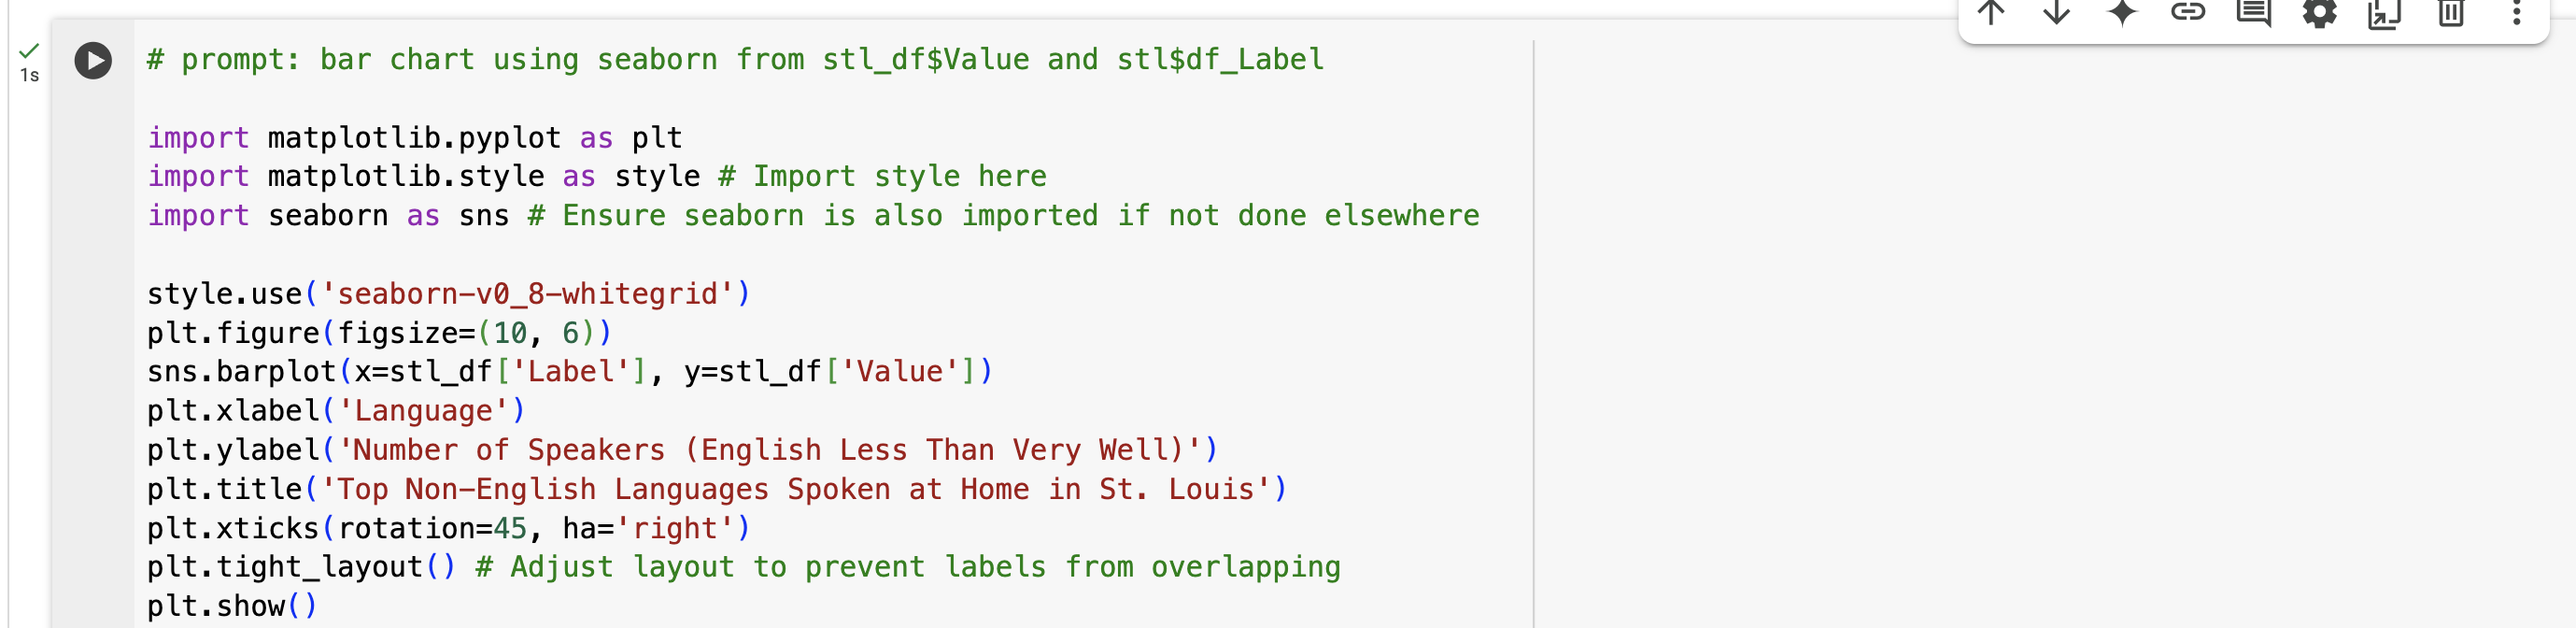 # prompt: bar chart using seaborn from stl_df$Value and stl$df_Label
1s
import matplotlib.pyplot as plt
import matplotlib.style as style # Import style here
import seaborn as sns # Ensure seaborn is also imported if not done elsewhere
style.use('seaborn-v0_8-whitegrid')
plt.figure(figsize=(10, 6))
sns.barplot(x=stl_df['Label'], y=stl_df['Value'])
plt.xlabel('Language')
plt.ylabel('Number of Speakers (English Less Than Very Well)')
plt.title('Top Non-English Languages Spoken at Home in St. Louis')
plt.xticks(rotation=45, ha='right')
plt.tight_layout() # Adjust layout to prevent labels from overlapping
plt.show()